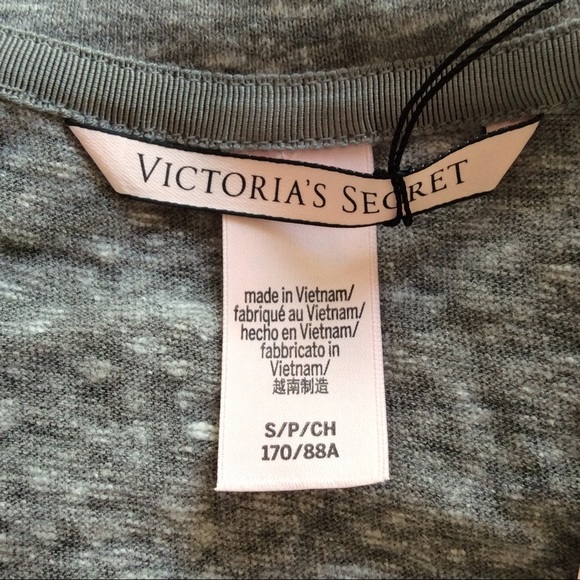 VICTORIA'S SECRET
made in Vietnam/
fabriqué au Vietnam/
hecho en Vietnam/
fabbricato in
Vietnam/
越南制造
S/P/CH
170/88A